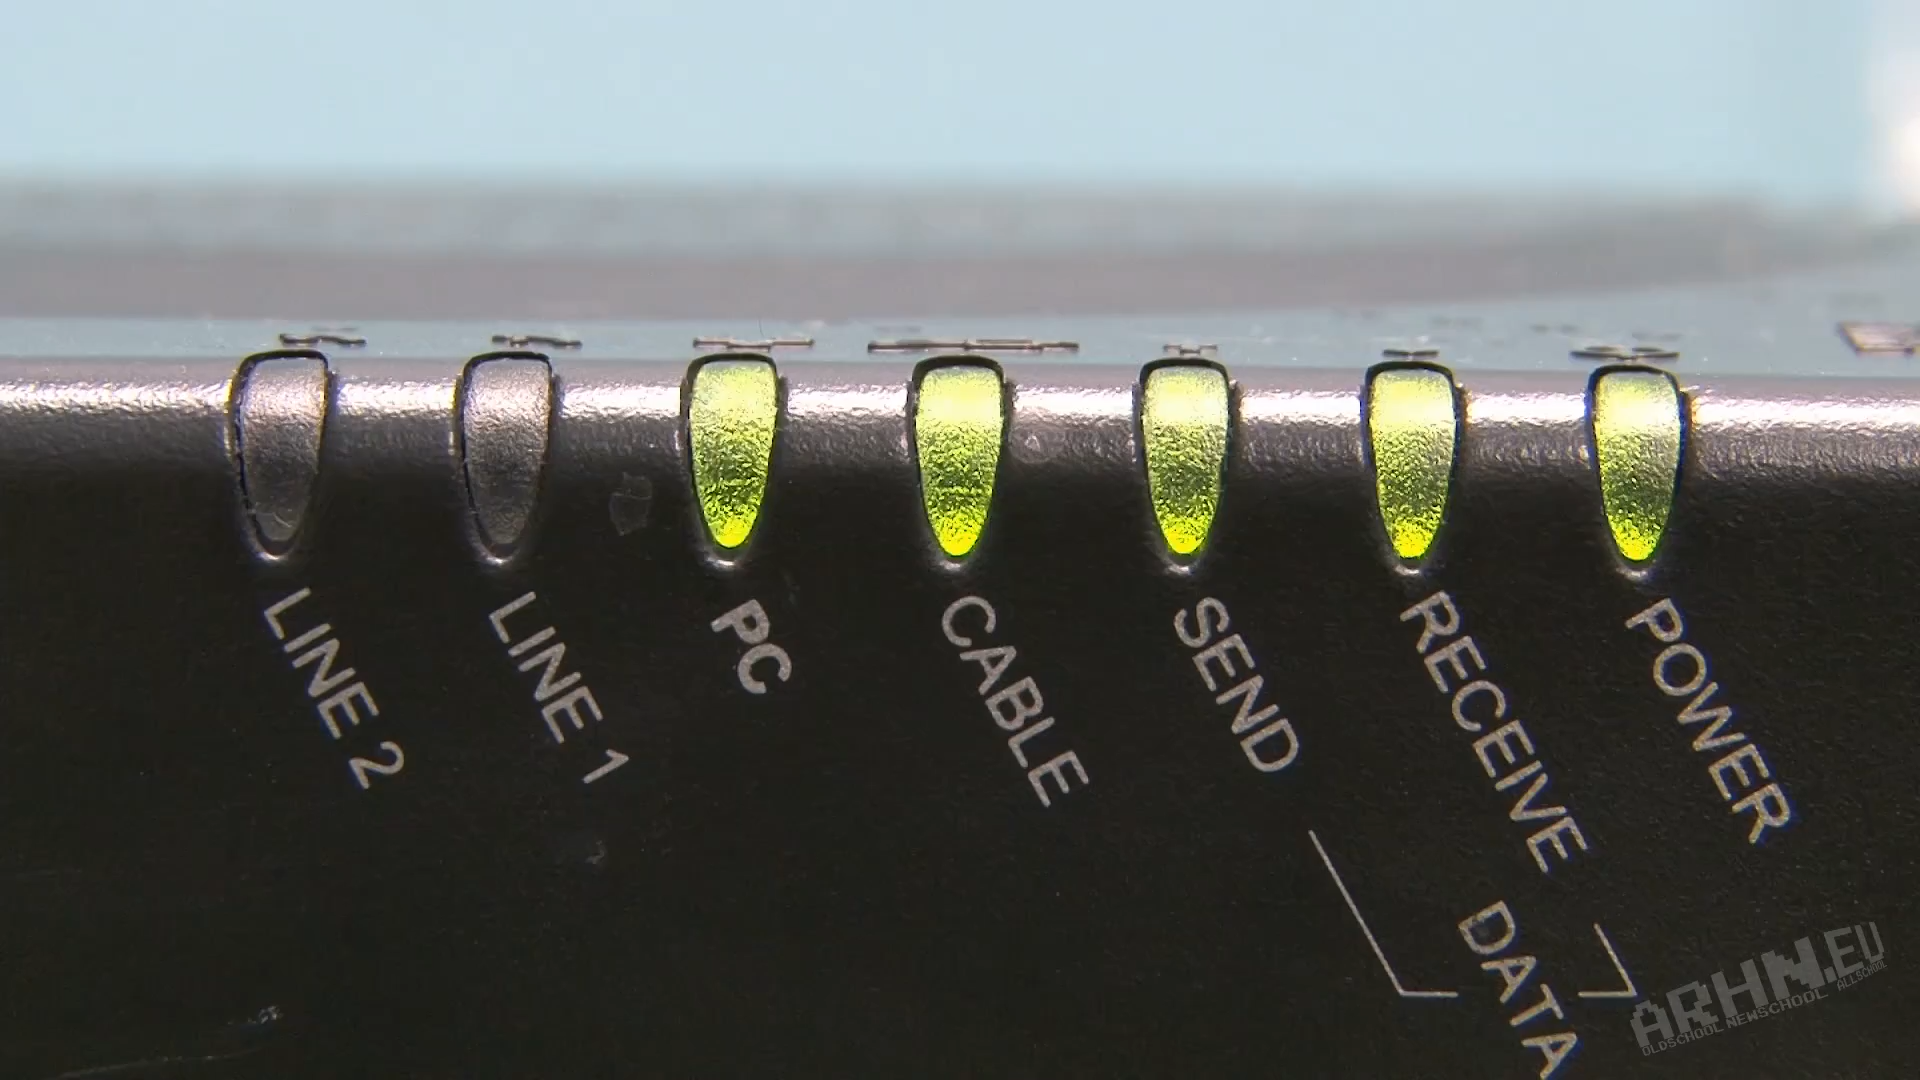 LINE 2
LINE 1
PC
CABLE
SEND
RECEIVE
POWER
DATA
ARHN.EU
OLDSCHOOL NEWSCHOOL ALLSCHOOL